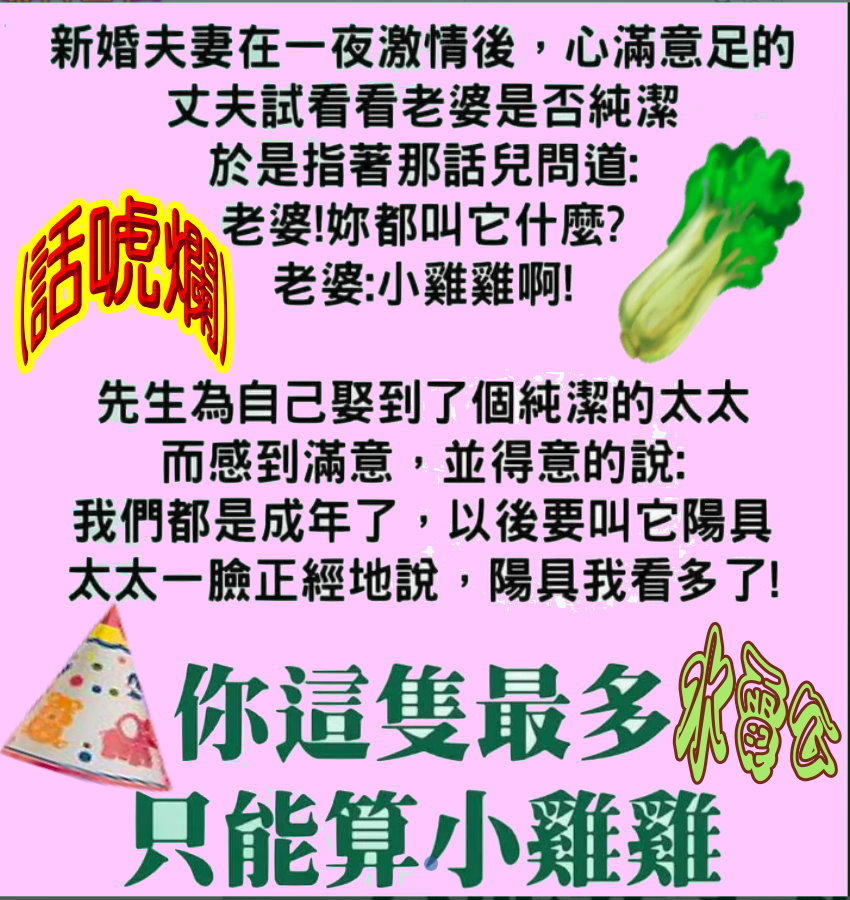 新婚夫妻在一夜激情後，心滿意足的
丈夫試看看老婆是否純潔
於是指著那話兒問道:
老婆!妳都叫它什麼?
老婆:小雞雞啊!
(話唬爛)
先生為自己娶到了個純潔的太太
而感到滿意，並得意的說:
我們都是成年了，以後要叫它陽具
太太一臉正經地說，陽具我看多了!
你這隻最多
水雷公
只能算小雞雞